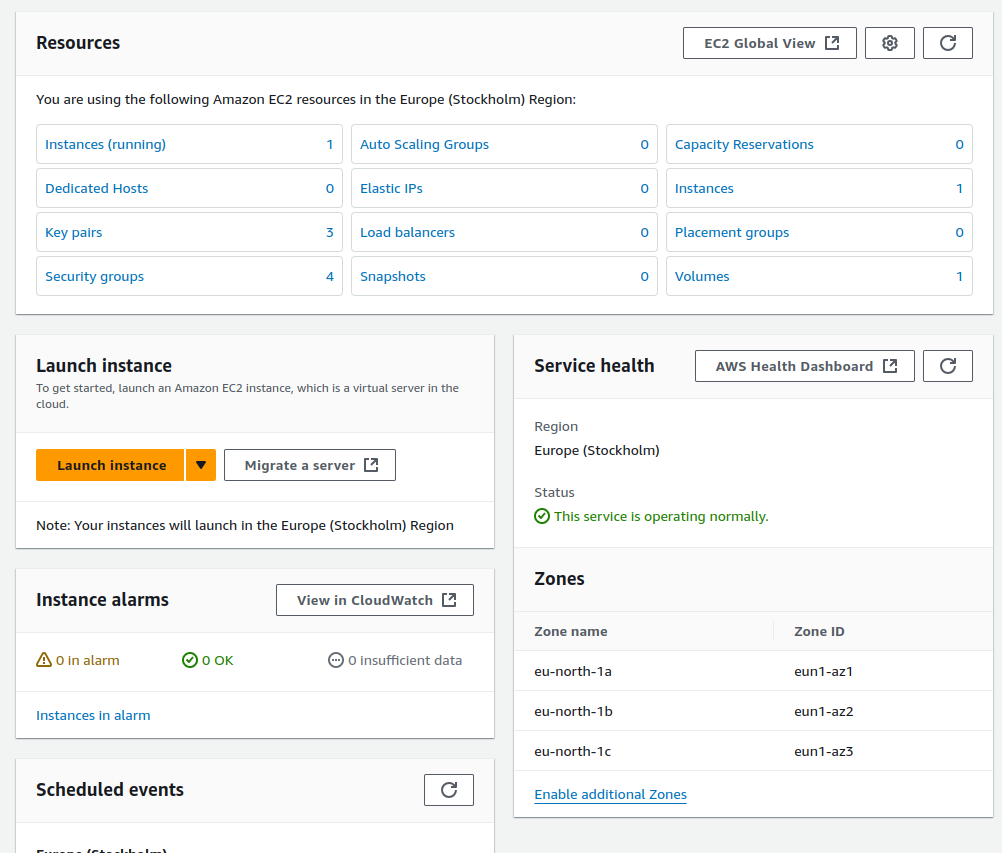 Resources
EC2 Global View
You are using the following Amazon EC2 resources in the Europe (Stockholm) Region:
Instances (running) 1
Auto Scaling Groups 0
Capacity Reservations 0
Dedicated Hosts 0
Elastic IPs 0
Instances 1
Key pairs 3
Load balancers 0
Placement groups 0
Security groups 4
Snapshots 0
Volumes 1
Launch instance
To get started, launch an Amazon EC2 instance, which is a virtual server in the
cloud.
Launch instance
Migrate a server
Note: Your instances will launch in the Europe (Stockholm) Region
Instance alarms
View in CloudWatch
0 in alarm
0 OK
0 insufficient data
Instances in alarm
Scheduled events
Europe (Stockholm)
Service health
AWS Health Dashboard
Region
Europe (Stockholm)
Status
This service is operating normally.
Zones
Zone name Zone ID
eu-north-1a eun1-az1
eu-north-1b eun1-az2
eu-north-1c eun1-az3
Enable additional Zones